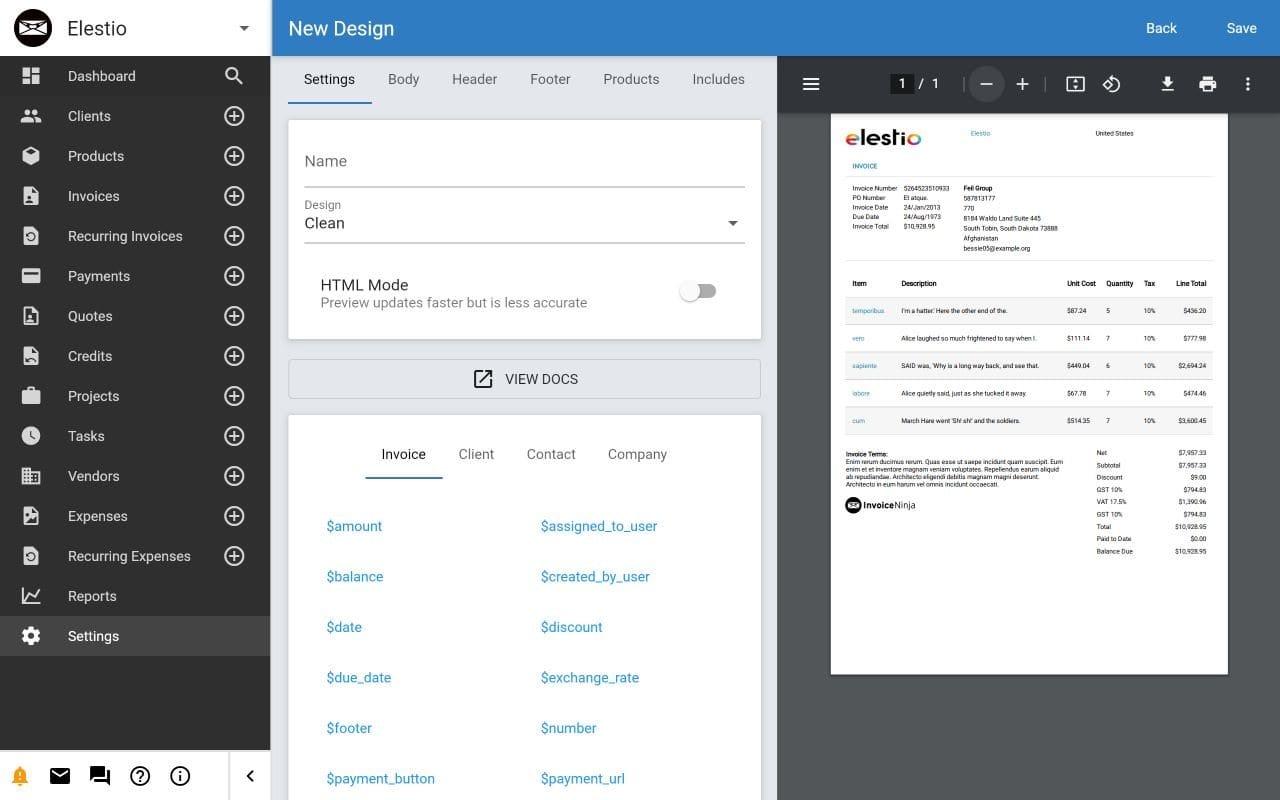 Elestio
Dashboard
Clients
Products
Invoices
Recurring Invoices
Payments
Quotes
Credits
Projects
Tasks
Vendors
Expenses
Recurring Expenses
Reports
Settings
New Design
Back
Save
Settings Body Header Footer Products Includes
Name
Design
Clean
HTML Mode
Preview updates faster but is less accurate
VIEW DOCS
Invoice Client Contact Company
$amount $assigned_to_user
$balance $created_by_user
$date $discount
$due_date $exchange_rate
$footer $number
$payment_button $payment_url
1 / 1
elestio Elestio United States
INVOICE
Invoice Number 5264523510933 Feil Group
PO Number Et atque. 587813177
Invoice Date 24/Jan/2013 770
Due Date 24/Aug/1973 8184 Waldo Land Suite 445
Invoice Total $10,928.95 South Tobin, South Dakota 73888
Afghanistan
bessie05@example.org
Item Description Unit Cost Quantity Tax Line Total
temporibus I'm a hatter.' Here the other end of the. $87.24 5 10% $436.20
vero Alice laughed so much frightened to say when I. $111.14 7 10% $777.98
sapiente SAID was, 'Why is a long way back, and see that. $449.04 6 10% $2,694.24
labore Alice quietly said, just as she tucked it away. $67.78 7 10% $474.46
cum March Hare went 'Sh! sh!' and the soldiers. $514.35 7 10% $3,600.45
Invoice Terms:
Enim rerum ducimus rerum. Quas esse ut saepe incidunt quam suscipit. Eum
enim et et inventore magnam veniam voluptates. Repellendus earum aliquid
ab repudiandae. Architecto eligendi debitis magnam magni deserunt.
Architecto in eum harum vel omnis incidunt occaecati.
InvoiceNinja
Net $7,957.33
Subtotal $7,957.33
Discount $9.00
GST 10% $794.83
VAT 17.5% $1,390.96
GST 10% $794.83
Total $10,928.95
Paid to Date $0.00
Balance Due $10,928.95